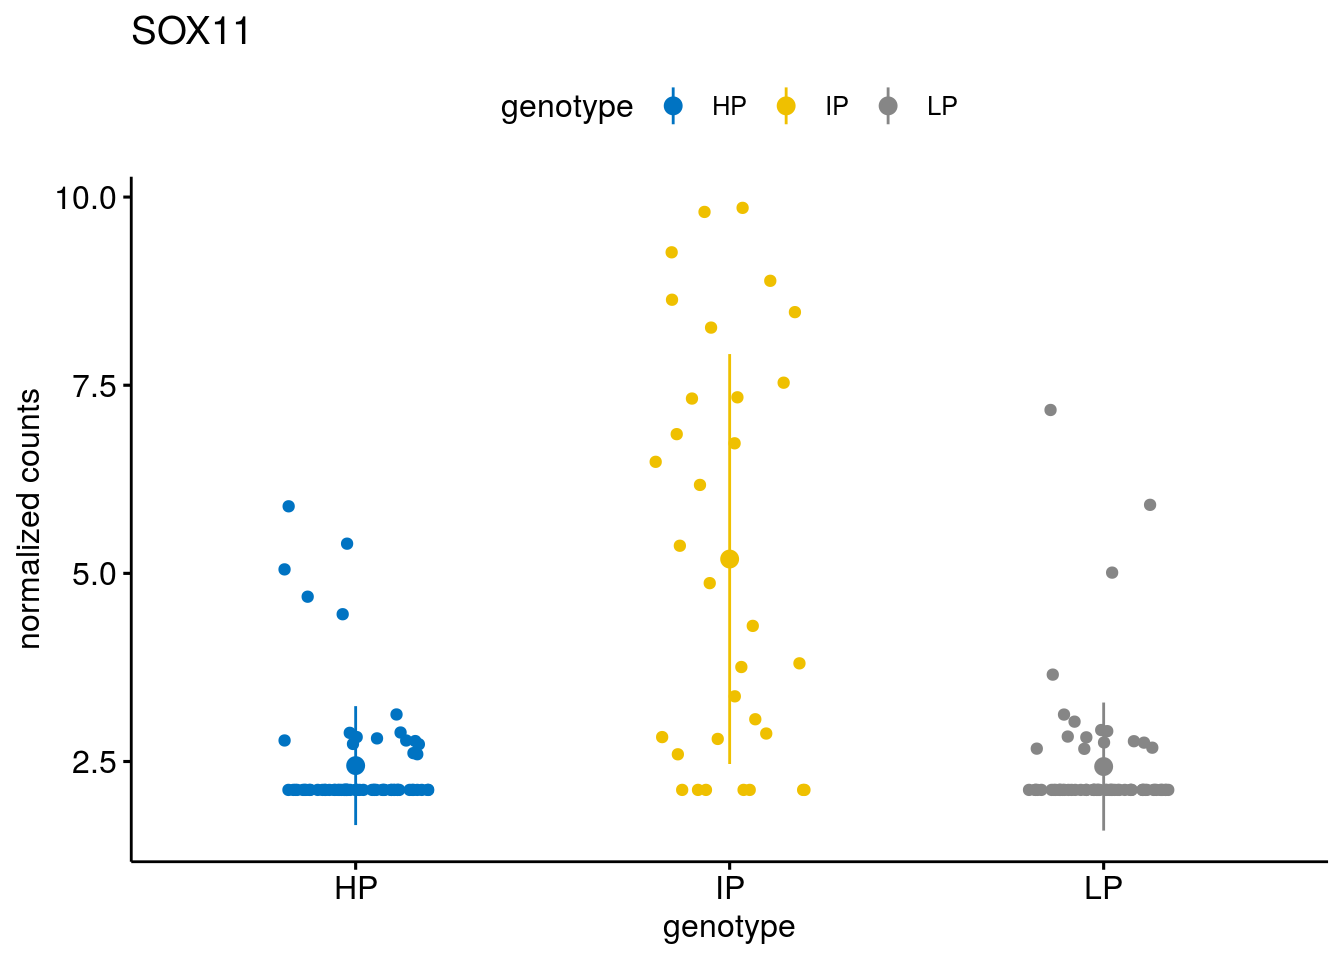 SOX11
genotype HP IP LP
10.0
7.5
5.0
2.5
normalized counts
HP IP LP
genotype